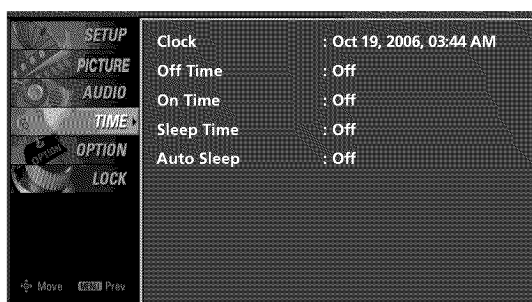 SETUP
PICTURE
AUDIO
TIME
OPTION
LOCK
Clock : Oct 19, 2006, 03:44 AM
Off Time : Off
On Time : Off
Sleep Time : Off
Auto Sleep : Off
Move MENU Prev